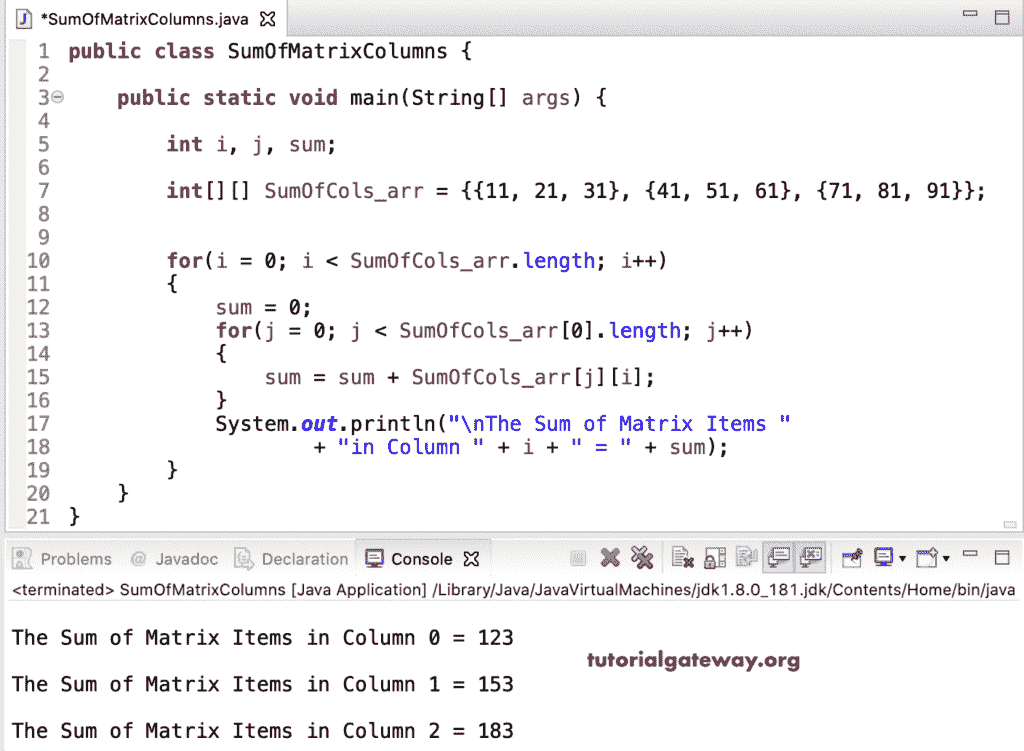 *SumOfMatrixColumns.java
1 public class SumOfMatrixColumns {
2
3 public static void main(String[] args) {
4
5 int i, j, sum;
6
7 int[][] SumOfCols_arr = {{11, 21, 31}, {41, 51, 61}, {71, 81, 91}};
8
9
10 for(i = 0; i < SumOfCols_arr.length; i++)
11 {
12 sum = 0;
13 for(j = 0; j < SumOfCols_arr[0].length; j++)
14 {
15 sum = sum + SumOfCols_arr[j][i];
16 }
17 System.out.println("\nThe Sum of Matrix Items "
18 + "in Column " + i + " = " + sum);
19 }
20 }
21 }
Problems @ Javadoc Declaration Console
<terminated> SumOfMatrixColumns [Java Application] /Library/Java/JavaVirtualMachines/jdk1.8.0_181.jdk/Contents/Home/bin/java
The Sum of Matrix Items in Column 0 = 123
tutorialgateway.org
The Sum of Matrix Items in Column 1 = 153
The Sum of Matrix Items in Column 2 = 183